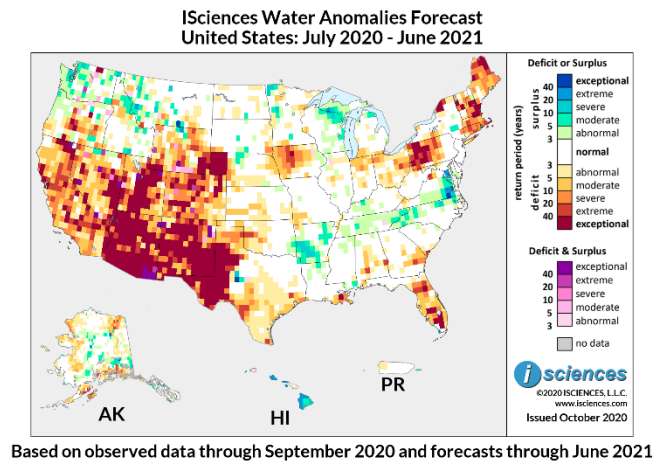 ISciences Water Anomalies Forecast
United States: July 2020 - June 2021
Deficit or Surplus
exceptional
40
extreme
20
severe
10
moderate
5
abnormal
3
normal
3
abnormal
5
moderate
10
severe
20
extreme
40
exceptional
return period (years)
surplus
deficit
Deficit & Surplus
exceptional
40
extreme
20
severe
10
moderate
5
abnormal
3
no data
i sciences
©2020 ISCIENCES, L.L.C.
www.isciences.com
Issued October 2020
AK
HI
PR
Based on observed data through September 2020 and forecasts through June 2021